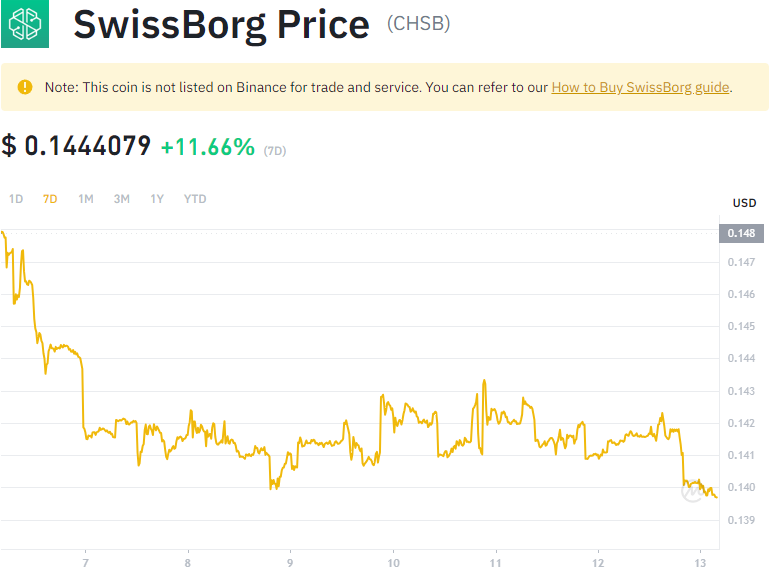 SwissBorg Price (CHSB)
Note: This coin is not listed on Binance for trade and service. You can refer to our How to Buy SwissBorg guide.
$ 0.1444079 +11.66% (7D)
1D 7D 1M 3M 1Y YTD
USD
0.148
0.147
0.146
0.145
0.144
0.143
0.142
0.141
0.140
0.139
7 8 9 10 11 12 13